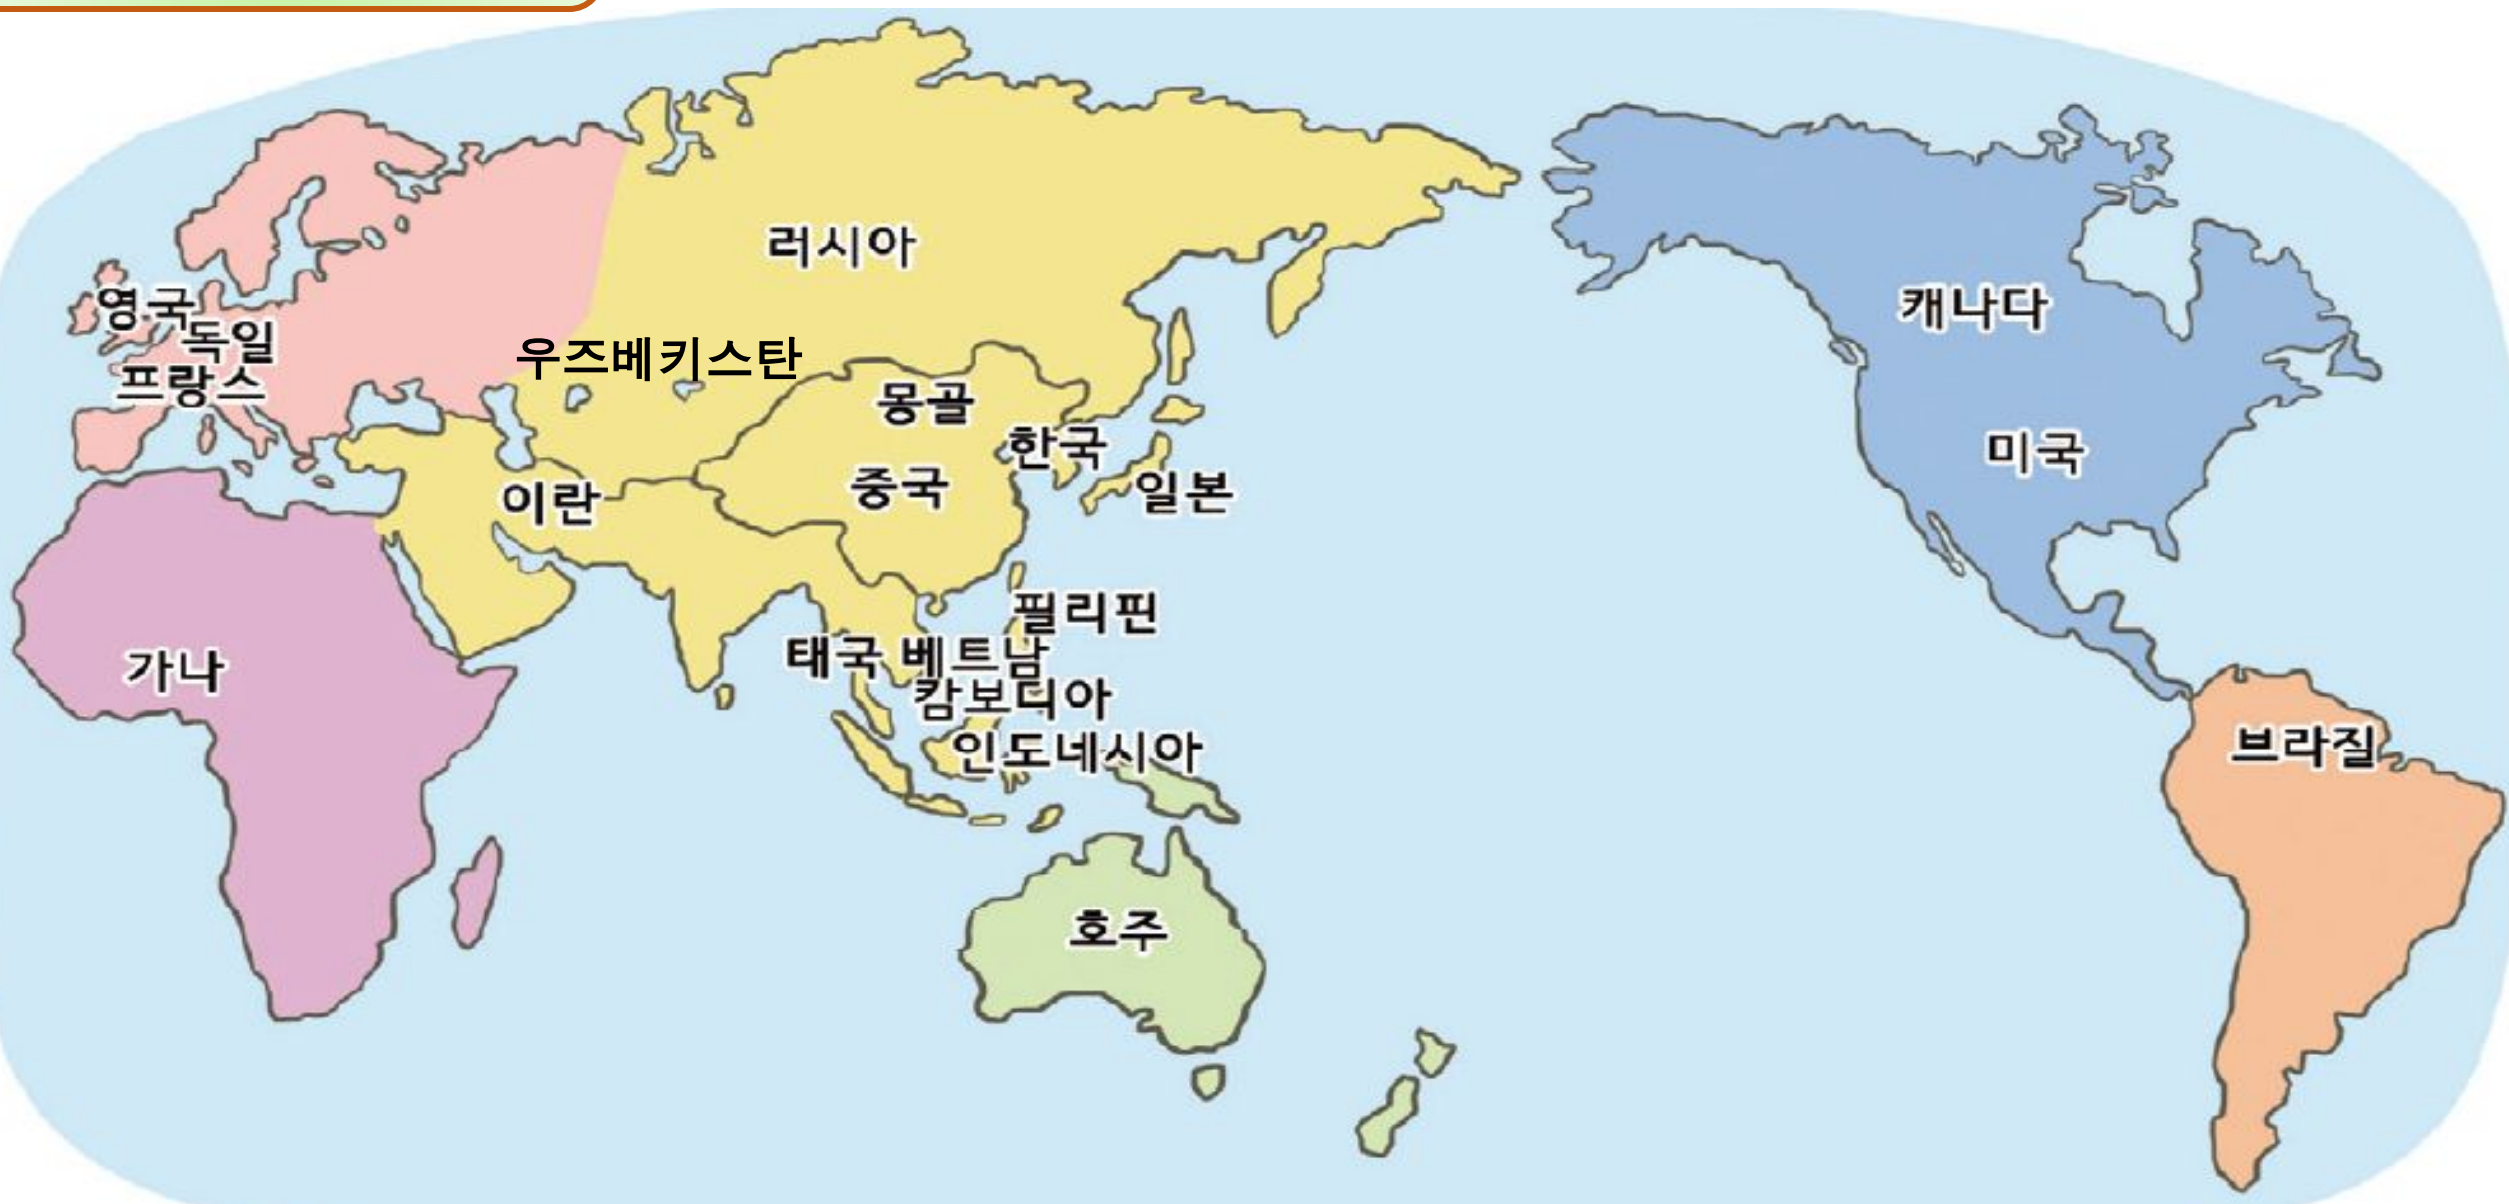 러시아
캐나다
영국
독일
우즈베키스탄
프랑스
몽골
한국
미국
중국
일본
이란
필리핀
태국 베트남
가나
캄보디아
브라질
인도네시아
호주